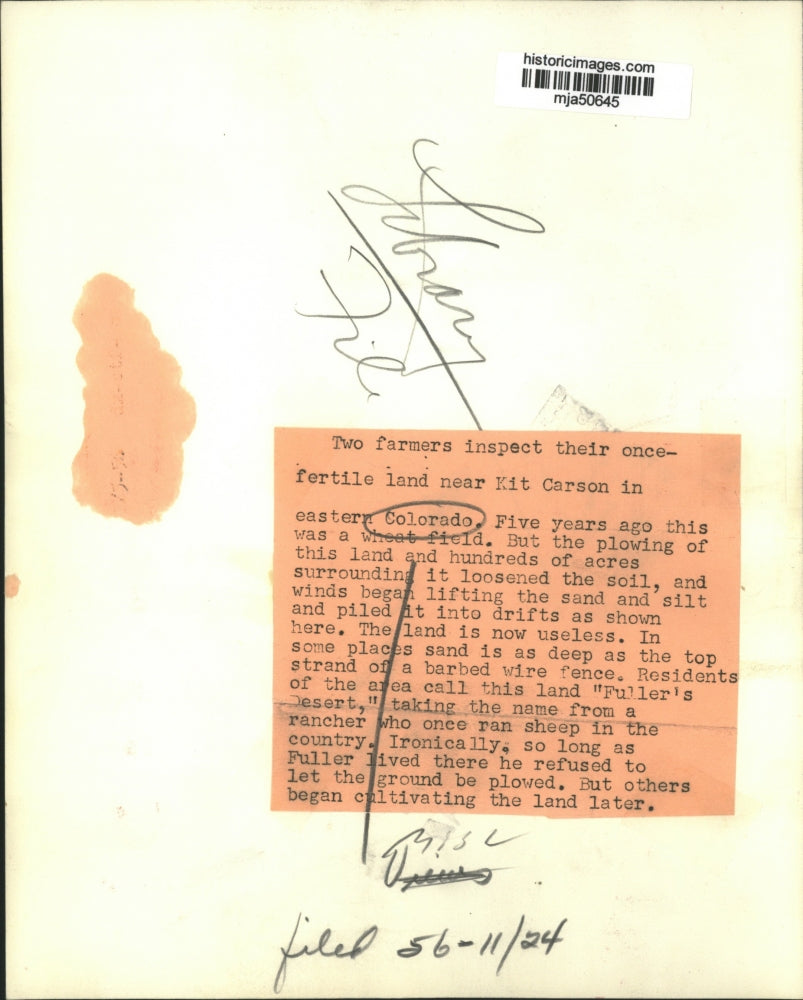 historicimages.com
mja50645
Library
File
Two farmers inspect their once-
fertile land near Kit Carson in
eastern Colorado. Five years ago this
was a wheat field. But the plowing of
this land and hundreds of acres
surrounding it loosened the soil, and
winds began lifting the sand and silt
and piled it into drifts as shown
here. The land is now useless. In
some places sand is as deep as the top
strand of a barbed wire fence. Residents
of the area call this land "Fuller's
Desert," taking the name from a
rancher who once ran sheep in the
country. Ironically, so long as
Fuller lived there he refused to
let the ground be plowed. But others
began cultivating the land later.
Misc
Views
filed 56-11/24